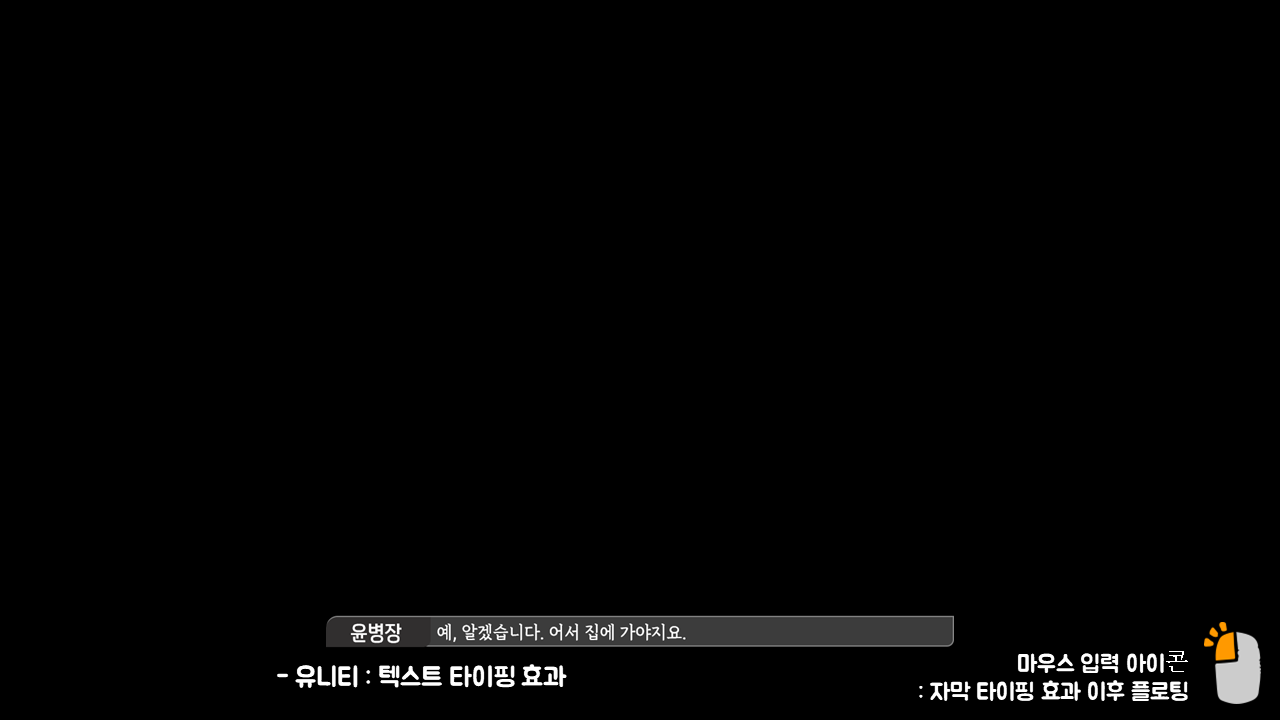 윤병장 예, 알겠습니다. 어서 집에 가야지요.
- 유니티 : 텍스트 타이핑 효과
마우스 입력 아이콘
: 자막 타이핑 효과 이후 플로팅